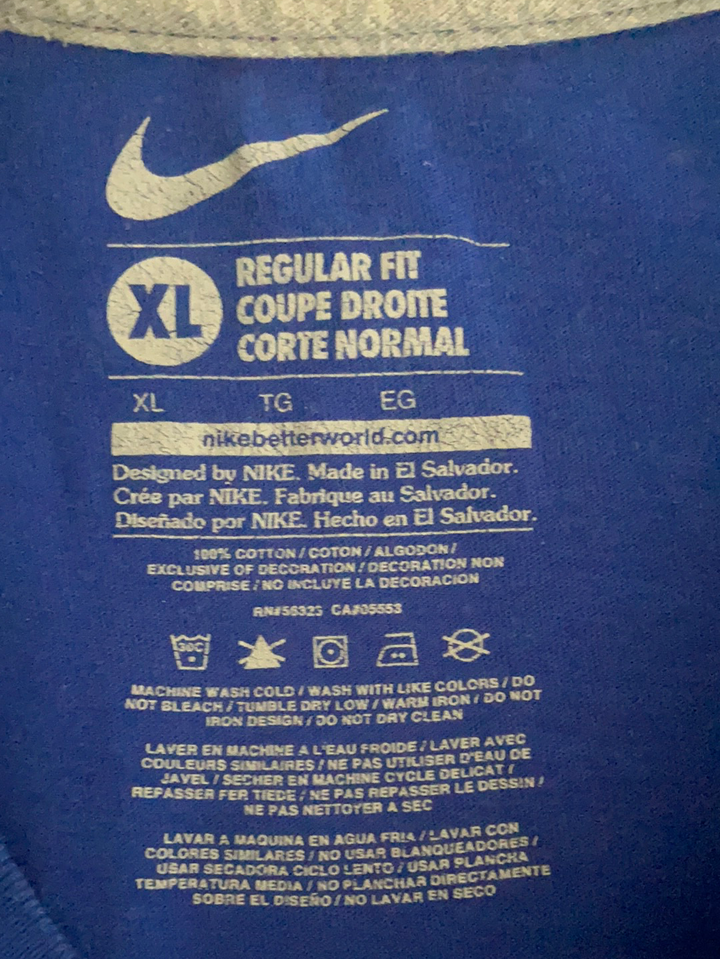 XL
REGULAR FIT
COUPE DROITE
CORTE NORMAL
XL TG EG
nikebetterworld.com
Designed by NIKE. Made in El Salvador.
Crée par NIKE. Fabrique au Salvador.
Diseñado por NIKE. Hecho en El Salvador.
100% COTTON / COTON / ALGODON /
EXCLUSIVE OF DECORATION / DECORATION NON
COMPRISE / NO INCLUYE LA DECORACION
RN#56323 CA#05553
30C
MACHINE WASH COLD / WASH WITH LIKE COLORS / DO
NOT BLEACH / TUMBLE DRY LOW / WARM IRON / DO NOT
IRON DESIGN / DO NOT DRY CLEAN
LAVER EN MACHINE A L'EAU FROIDE / LAVER AVEC
COULEURS SIMILAIRES / NE PAS UTILISER D'EAU DE
JAVEL / SECHER EN MACHINE CYCLE DELICAT /
REPASSER FER TIEDE / NE PAS REPASSER LE DESSIN /
NE PAS NETTOYER A SEC
LAVAR A MAQUINA EN AGUA FRIA / LAVAR CON
COLORES SIMILARES / NO USAR BLANQUEADORES /
USAR SECADORA CICLO LENTO / USAR PLANCHA
TEMPERATURA MEDIA / NO PLANCHAR DIRECTAMENTE
SOBRE EL DISEÑO / NO LAVAR EN SECO